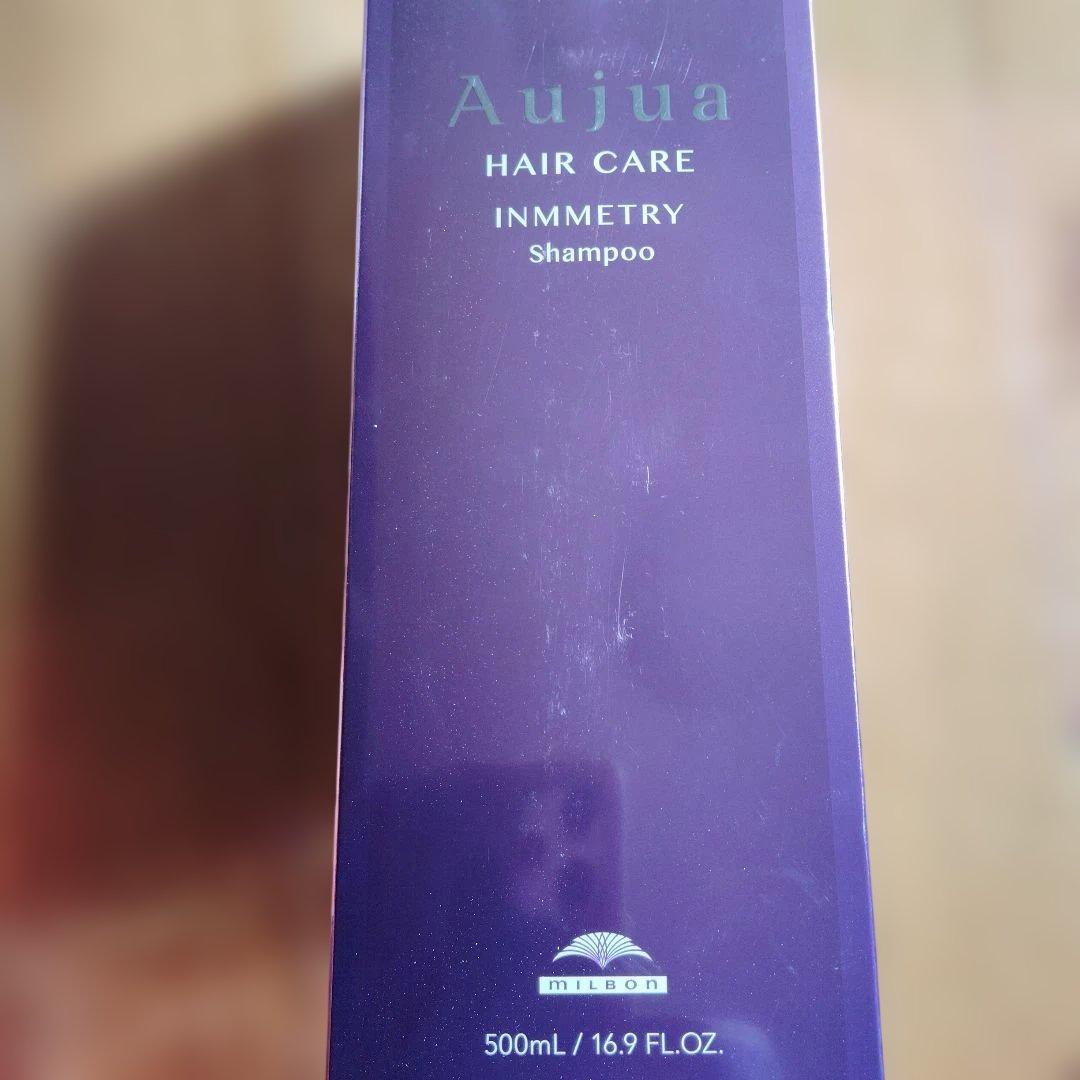 Aujua
HAIR CARE
INMMETRY
Shampoo
MILBON
500mL / 16.9 FL.OZ.